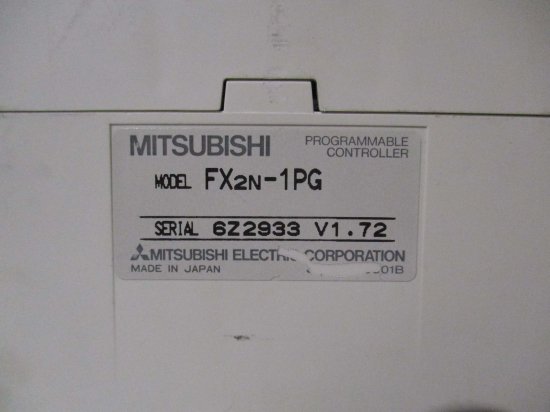 MITSUBISHI
PROGRAMMABLE
CONTROLLER
MODEL FX2N-1PG
SERIAL 6Z2933 V1.72
MITSUBISHI ELECTRIC CORPORATION
MADE IN JAPAN